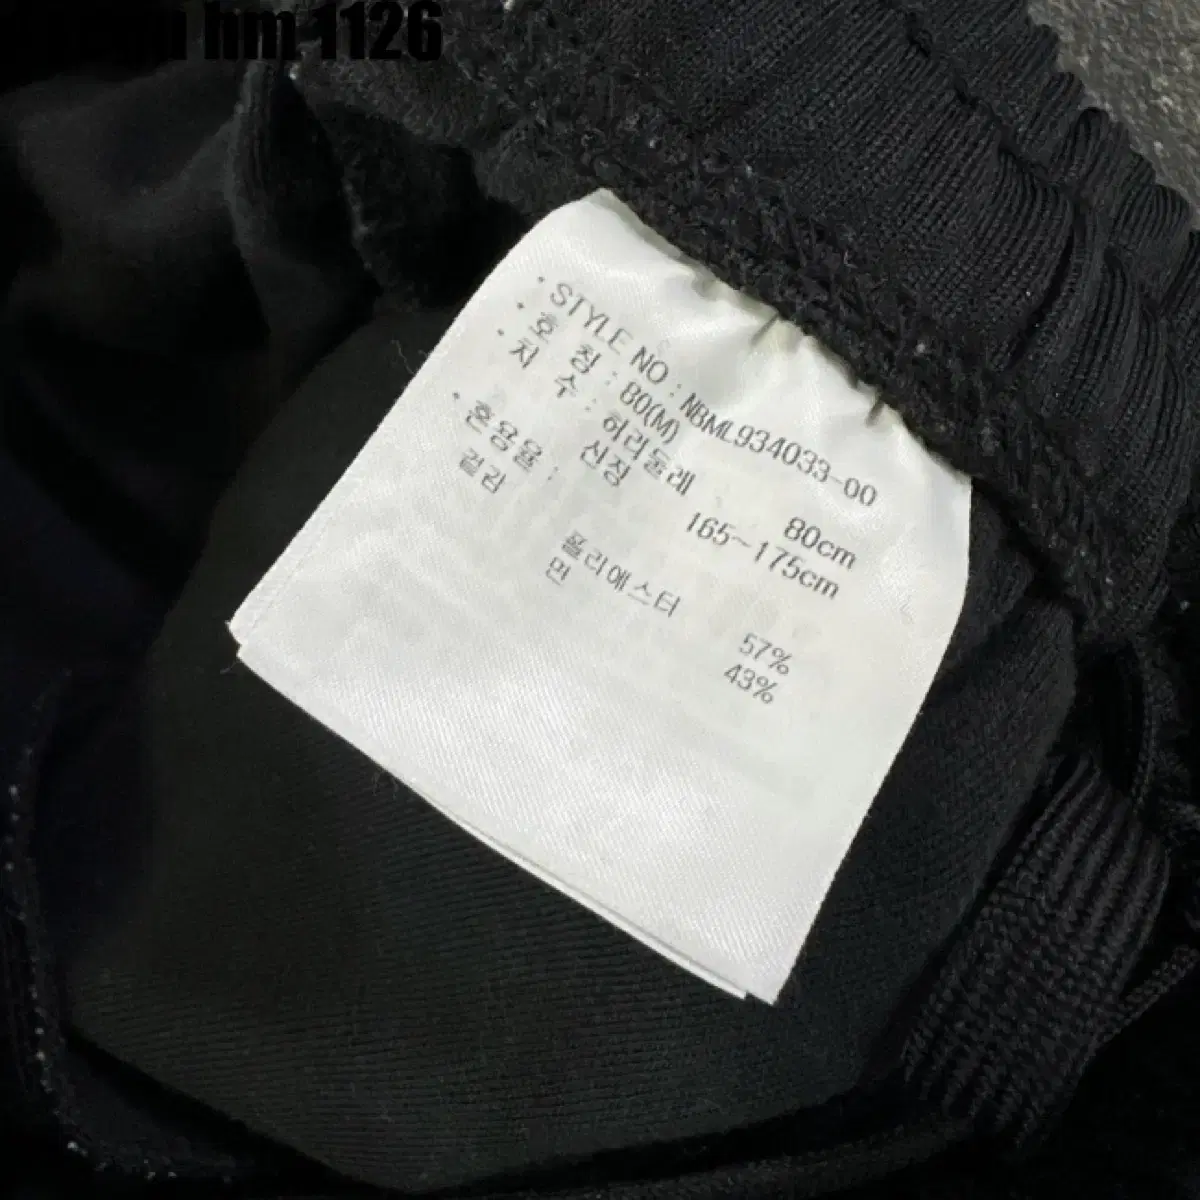 hm 1126
· STYLE NO : NBML934033-00
· 호 칭 : 80(M)
· 치 수 : 허리둘레 80cm
신장 165~175cm
· 혼용율 :
겉감
폴리에스터 57%
면 43%